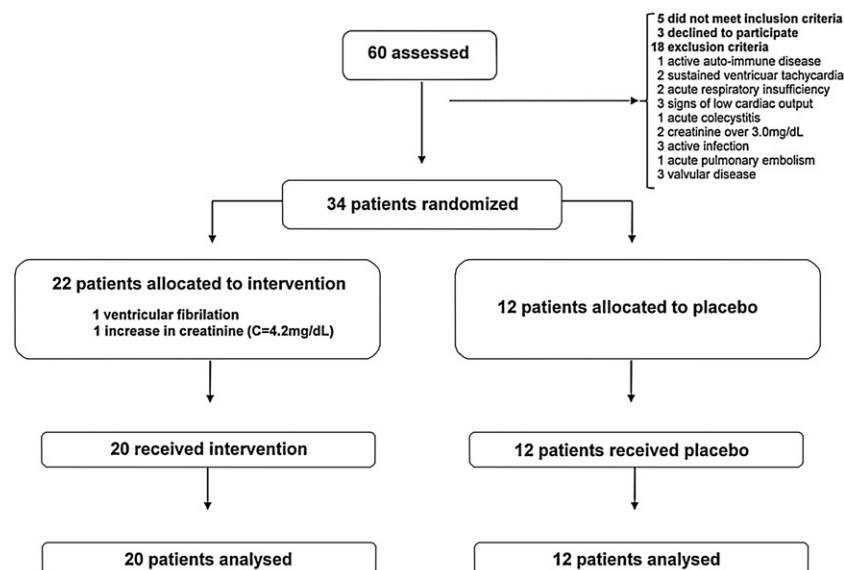 60 assessed
5 did not meet inclusion criteria
3 declined to participate
18 exclusion criteria
1 active auto-immune disease
2 sustained ventricuar tachycardia
2 acute respiratory insufficiency
3 signs of low cardiac output
1 acute colecystitis
2 creatinine over 3.0mg/dL
3 active infection
1 acute pulmonary embolism
3 valvular disease
34 patients randomized
22 patients allocated to intervention
1 ventricular fibrilation
1 increase in creatinine (C=4.2mg/dL)
12 patients allocated to placebo
20 received intervention
12 patients received placebo
20 patients analysed
12 patients analysed